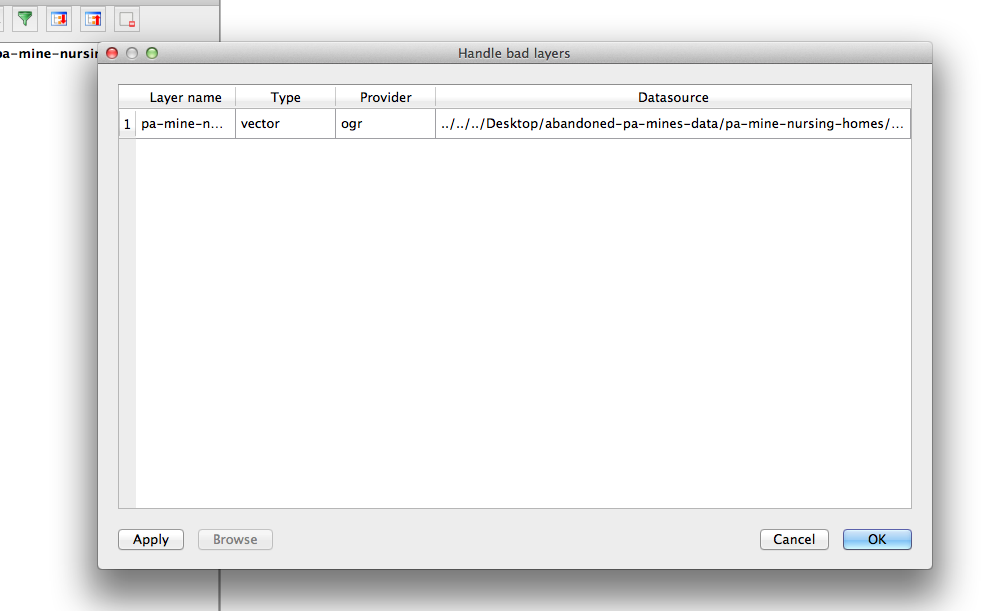 pa-mine-nursin
Handle bad layers
Layer name Type Provider Datasource
1 pa-mine-n... vector ogr ../../../Desktop/abandoned-pa-mines-data/pa-mine-nursing-homes/...
Apply Browse Cancel OK